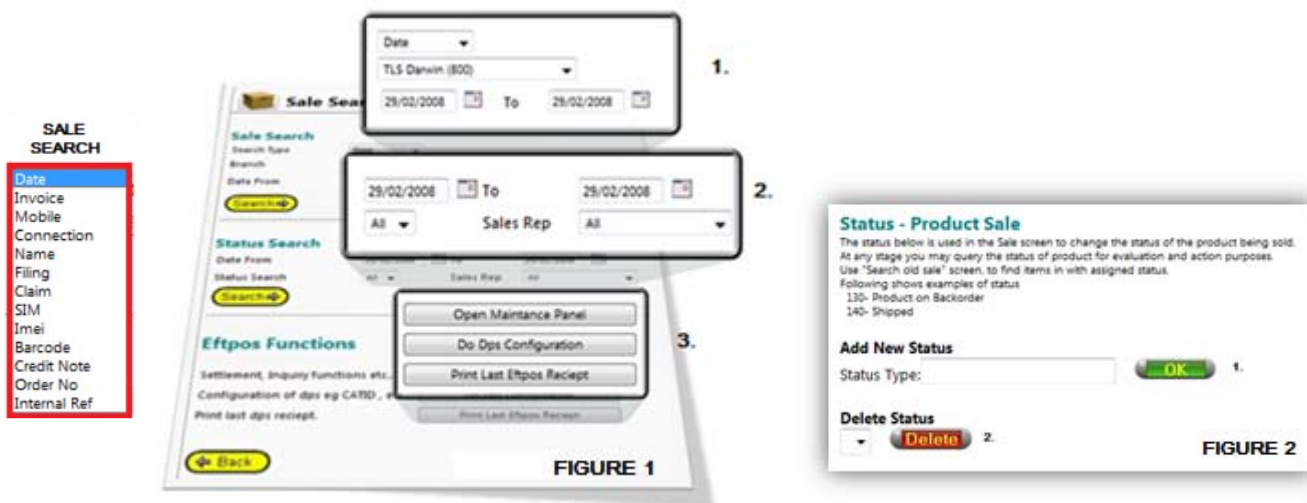 SALE
SEARCH
Date
Invoice
Mobile
Connection
Name
Filing
Claim
SIM
Imei
Barcode
Credit Note
Order No
Internal Ref
Date
TLS Darwin (800)
29/02/2008 To 29/02/2008
1.
Sale Sear
Sale Search
Search Type
Branch
Date From
Search
29/02/2008 To 29/02/2008
All Sales Rep All
2.
Status Search
Date From
Status Search Sales Rep
Search
Open Maintance Panel
Do Dps Configuration
Print Last Eftpos Reciept
3.
Eftpos Functions
Settlement, Inquiry functions etc..
Configuration of dps eg CATID , e
Print last dps reciept.
Print Last Eftpos Reciept
Back
FIGURE 1
Status - Product Sale
The status below is used in the Sale screen to change the status of the product being sold.
At any stage you may query the status of product for evaluation and action purposes.
Use "Search old sale" screen, to find items in with assigned status.
Following shows examples of status
130- Product on Backorder
140- Shipped
Add New Status
Status Type: OK 1.
Delete Status
Delete 2.
FIGURE 2